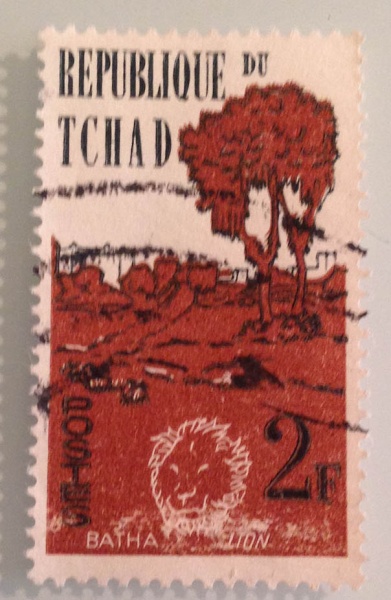 REPUBLIQUE DU
TCHAD
POSTES
2F
BATHA LION